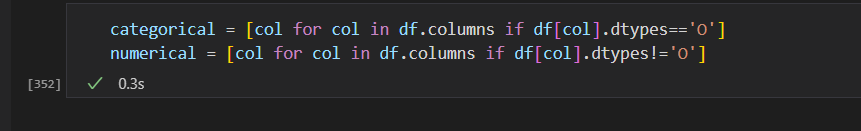 categorical = [col for col in df.columns if df[col].dtypes=='O']
numerical = [col for col in df.columns if df[col].dtypes!='O']
[352] ✓ 0.3s